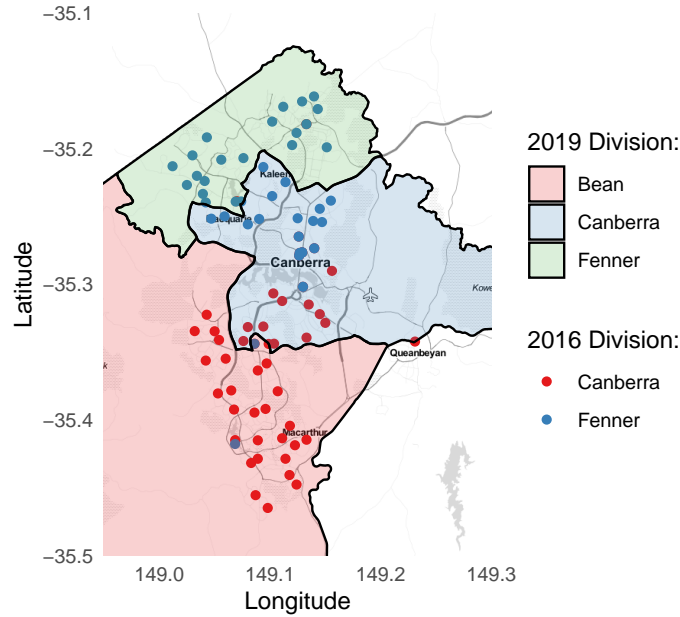 −35.1
−35.2
−35.3
−35.4
−35.5
Latitude
149.0
149.1
149.2
149.3
Longitude
Kaleen
Macquarie
Canberra
Kowe
Queanbeyan
Macarthur
k
2019 Division:
Bean
Canberra
Fenner
2016 Division:
Canberra
Fenner